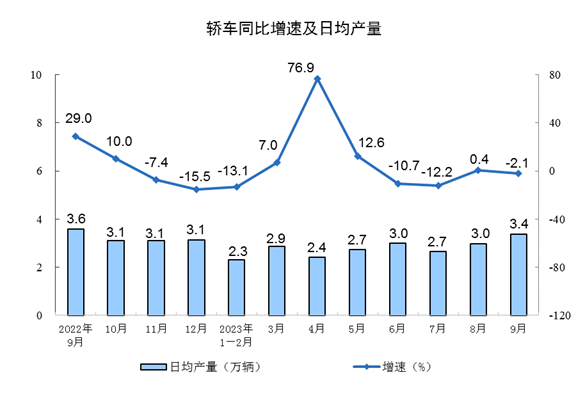 轿车同比增速及日均产量
10
8
6
4
2
0
80
40
0
-60
-60
-120
29.0
10.0
-7.4
-15.5
-13.1
7.0
76.9
12.6
-10.7
-12.2
0.4
-2.1
3.6
3.1
3.1
3.1
2.3
2.9
2.4
2.7
3.0
2.7
3.0
3.4
2022年
9月
10月
11月
12月
2023年
1—2月
3月
4月
5月
6月
7月
8月
9月
日均产量（万辆）
增速（%）